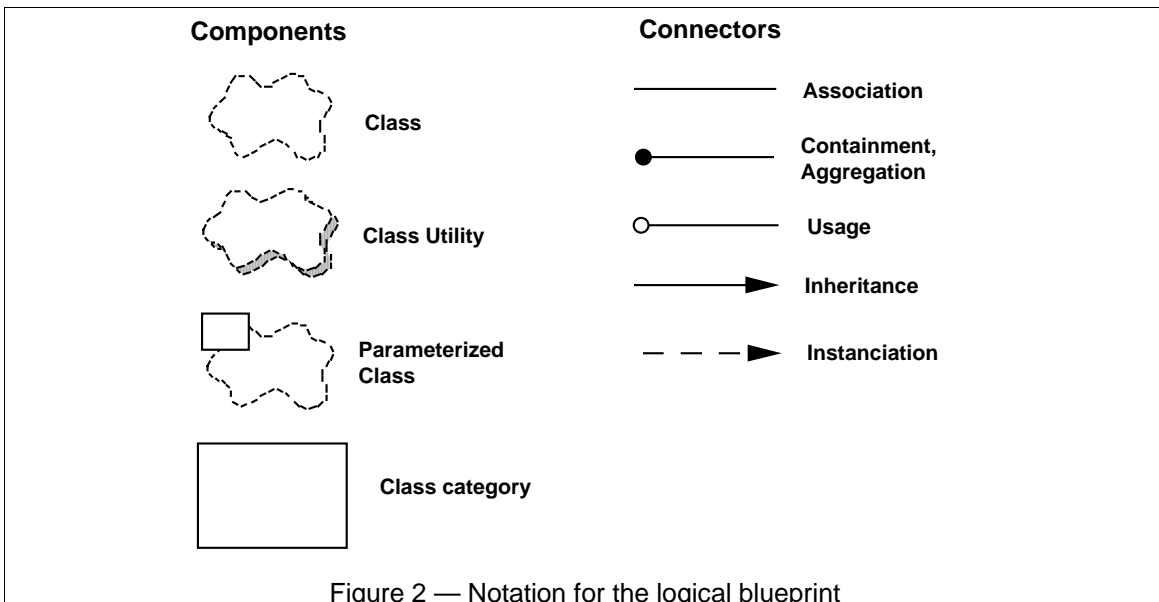 Components
Class
Class Utility
Parameterized
Class
Class category
Connectors
Association
Containment,
Aggregation
Usage
Inheritance
Instanciation
Figure 2 — Notation for the logical blueprint